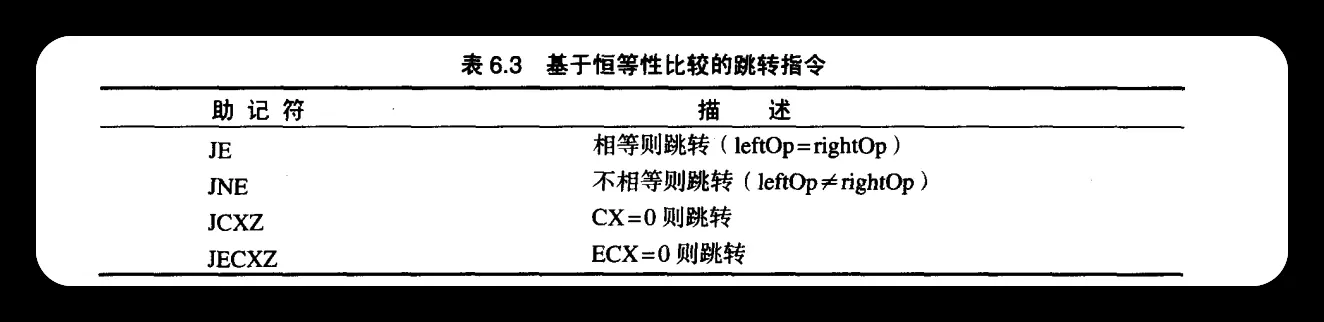 表 6.3 基于恒等性比较的跳转指令
助 记 符 描 述
JE 相等则跳转（leftOp=rightOp）
JNE 不相等则跳转（leftOp≠rightOp）
JCXZ CX=0 则跳转
JECXZ ECX=0 则跳转